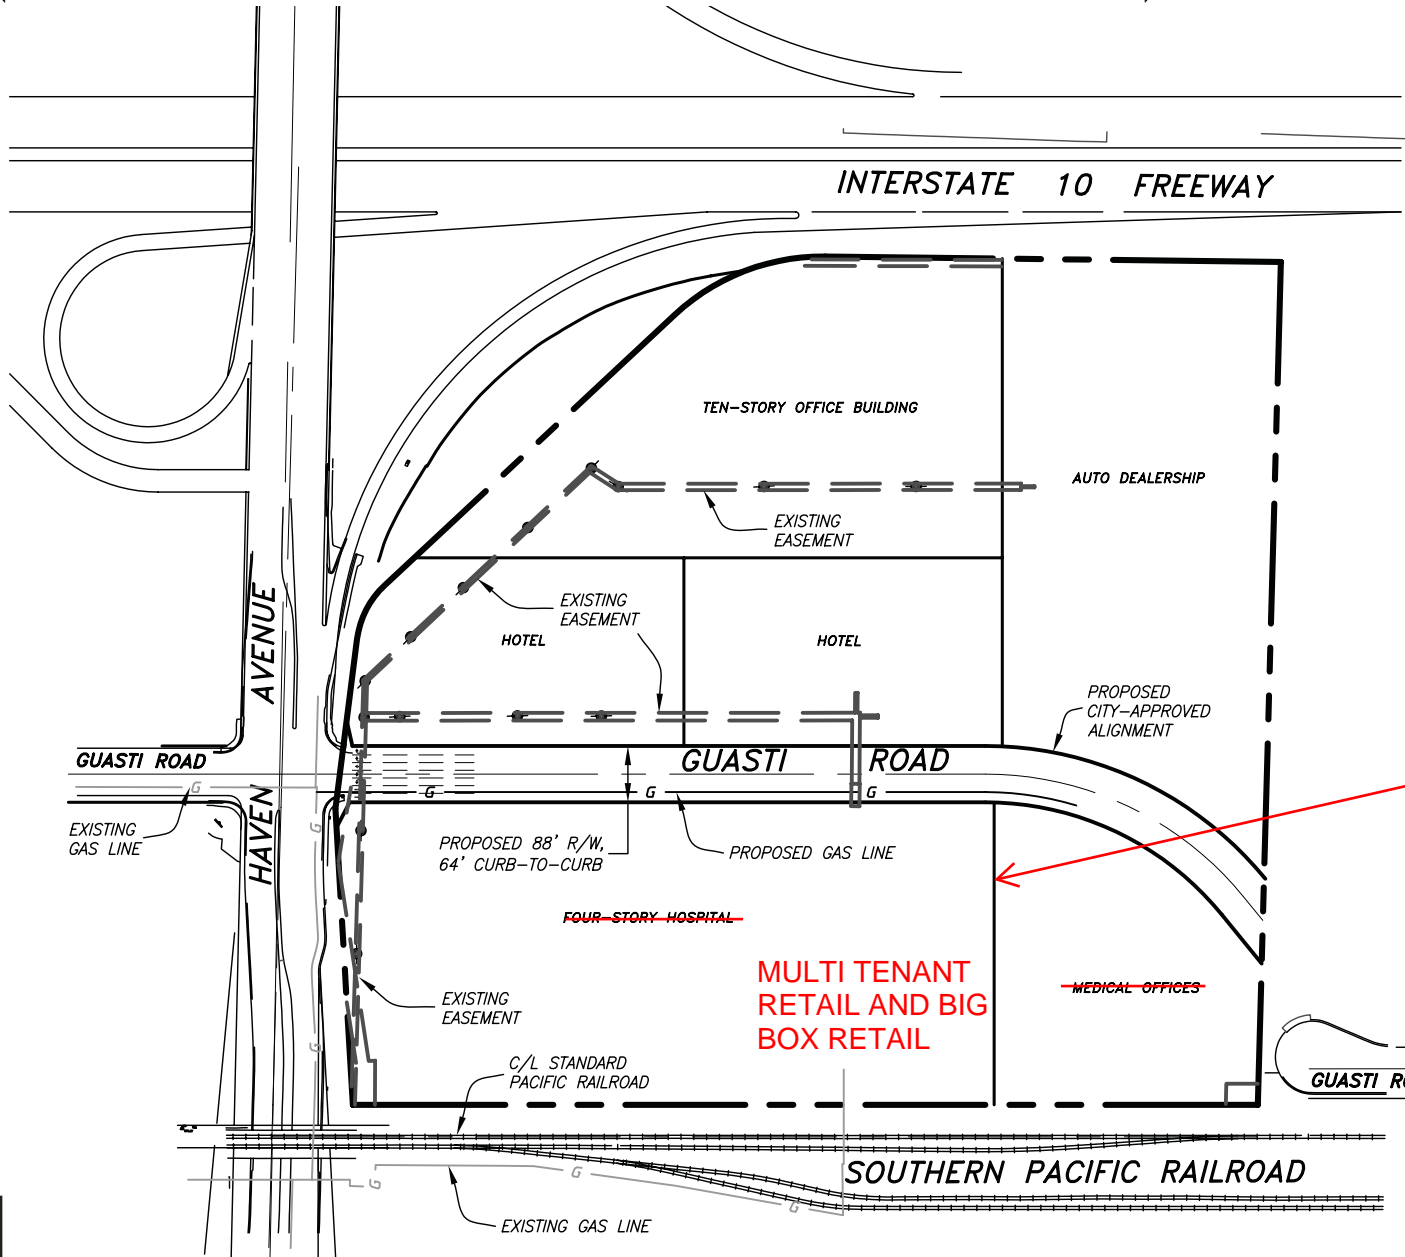 INTERSTATE 10 FREEWAY
TEN-STORY OFFICE BUILDING
AUTO DEALERSHIP
EXISTING
EASEMENT
EXISTING
EASEMENT
HOTEL
HOTEL
HAVEN AVENUE
PROPOSED
CITY-APPROVED
ALIGNMENT
GUASTI ROAD
GUASTI ROAD
G
G
G
G
G
EXISTING
GAS LINE
PROPOSED 88' R/W,
64' CURB-TO-CURB
PROPOSED GAS LINE
FOUR-STORY HOSPITAL
MULTI TENANT
RETAIL AND BIG
BOX RETAIL
MEDICAL OFFICES
EXISTING
EASEMENT
G
C/L STANDARD
PACIFIC RAILROAD
GUASTI RO
SOUTHERN PACIFIC RAILROAD
G
G
G
EXISTING GAS LINE